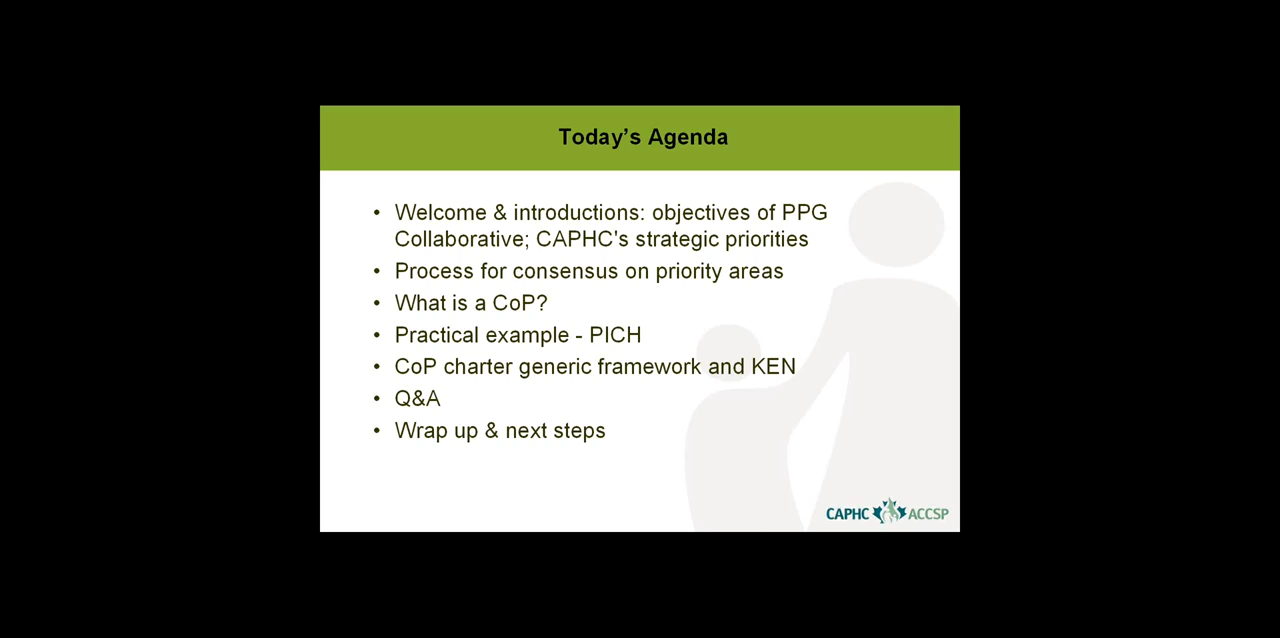 Today’s Agenda
• Welcome & introductions: objectives of PPG
Collaborative; CAPHC's strategic priorities
• Process for consensus on priority areas
• What is a CoP?
• Practical example - PICH
• CoP charter generic framework and KEN
• Q&A
• Wrap up & next steps
CAPHC ACCSP